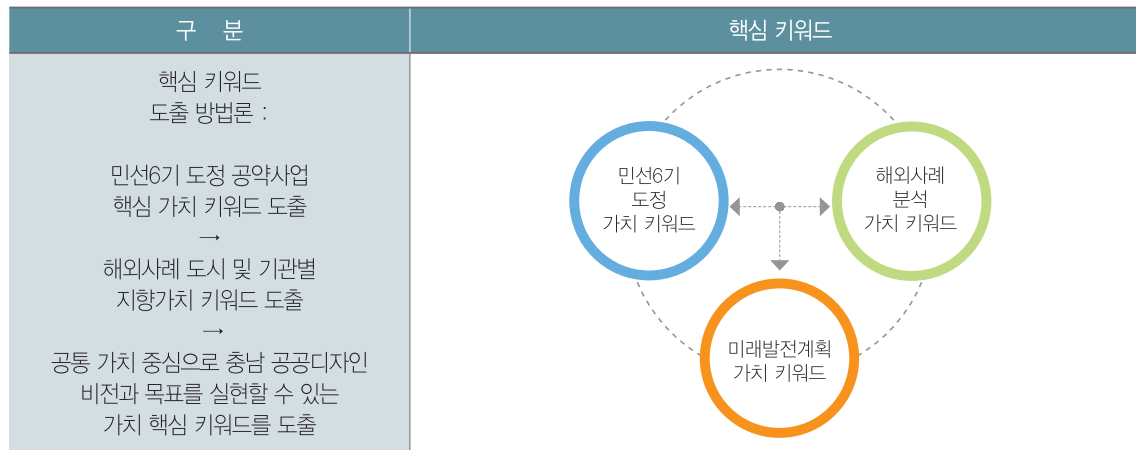 구 분
핵심 키워드
핵심 키워드
도출 방법론 :
민선6기 도정 공약사업
핵심 가치 키워드 도출
→
해외사례 도시 및 기관별
지향가치 키워드 도출
→
공통 가치 중심으로 충남 공공디자인
비전과 목표를 실현할 수 있는
가치 핵심 키워드를 도출
민선6기
도정
가치 키워드
해외사례
분석
가치 키워드
미래발전계획
가치 키워드